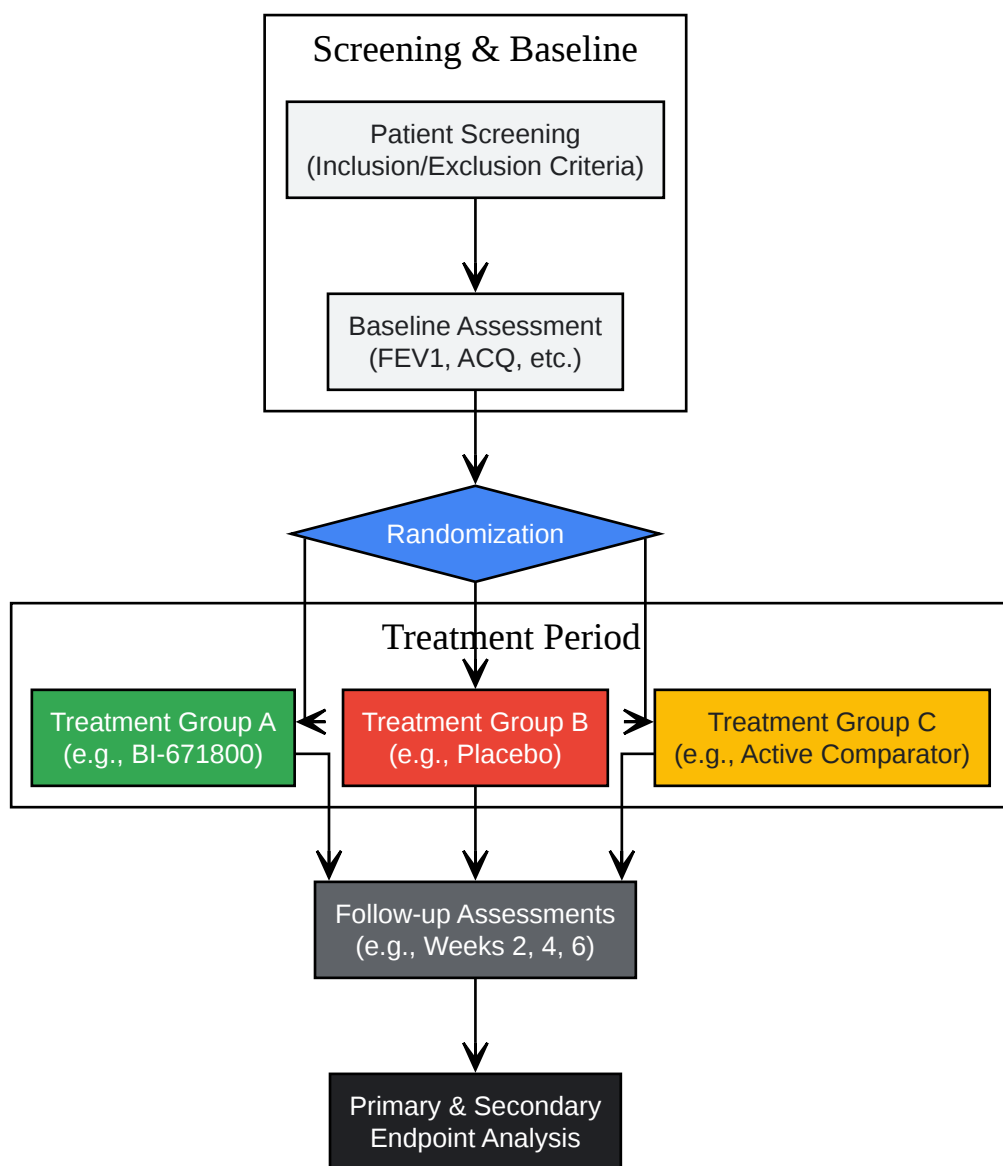 Screening & Baseline
Patient Screening
(Inclusion/Exclusion Criteria)
Baseline Assessment
(FEV1, ACQ, etc.)
Randomization
Treatment Period
Treatment Group A
(e.g., BI-671800)
Treatment Group B
(e.g., Placebo)
Treatment Group C
(e.g., Active Comparator)
Follow-up Assessments
(e.g., Weeks 2, 4, 6)
Primary & Secondary
Endpoint Analysis